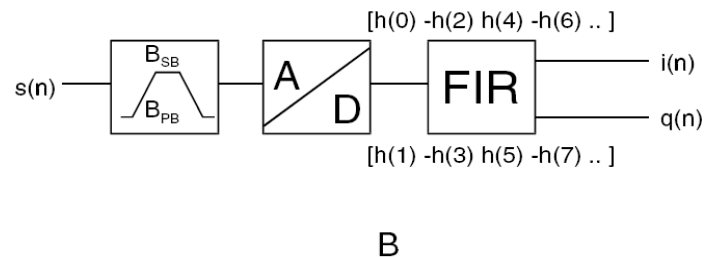 [h(0) -h(2) h(4) -h(6) .. ]
s(n)
B_SB
B_PB
A
D
FIR
i(n)
q(n)
[h(1) -h(3) h(5) -h(7) .. ]
B